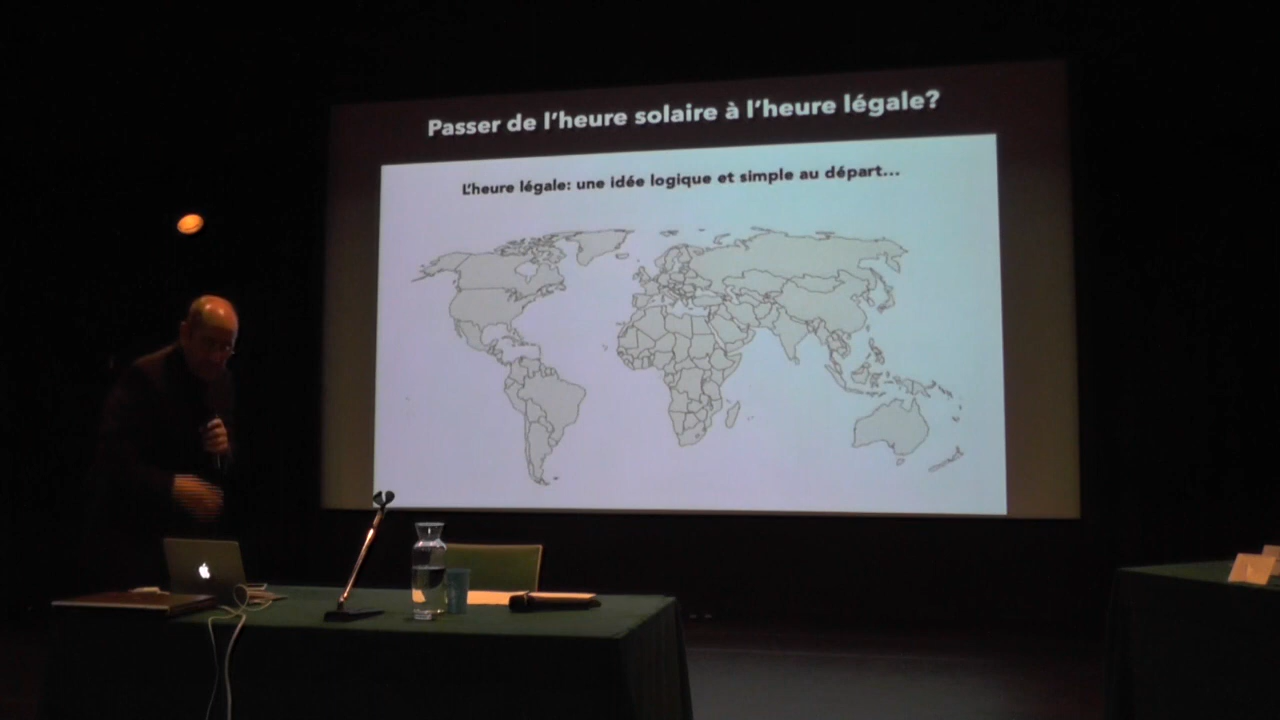 Passer de l'heure solaire à l'heure légale?
L'heure légale: une idée logique et simple au départ...